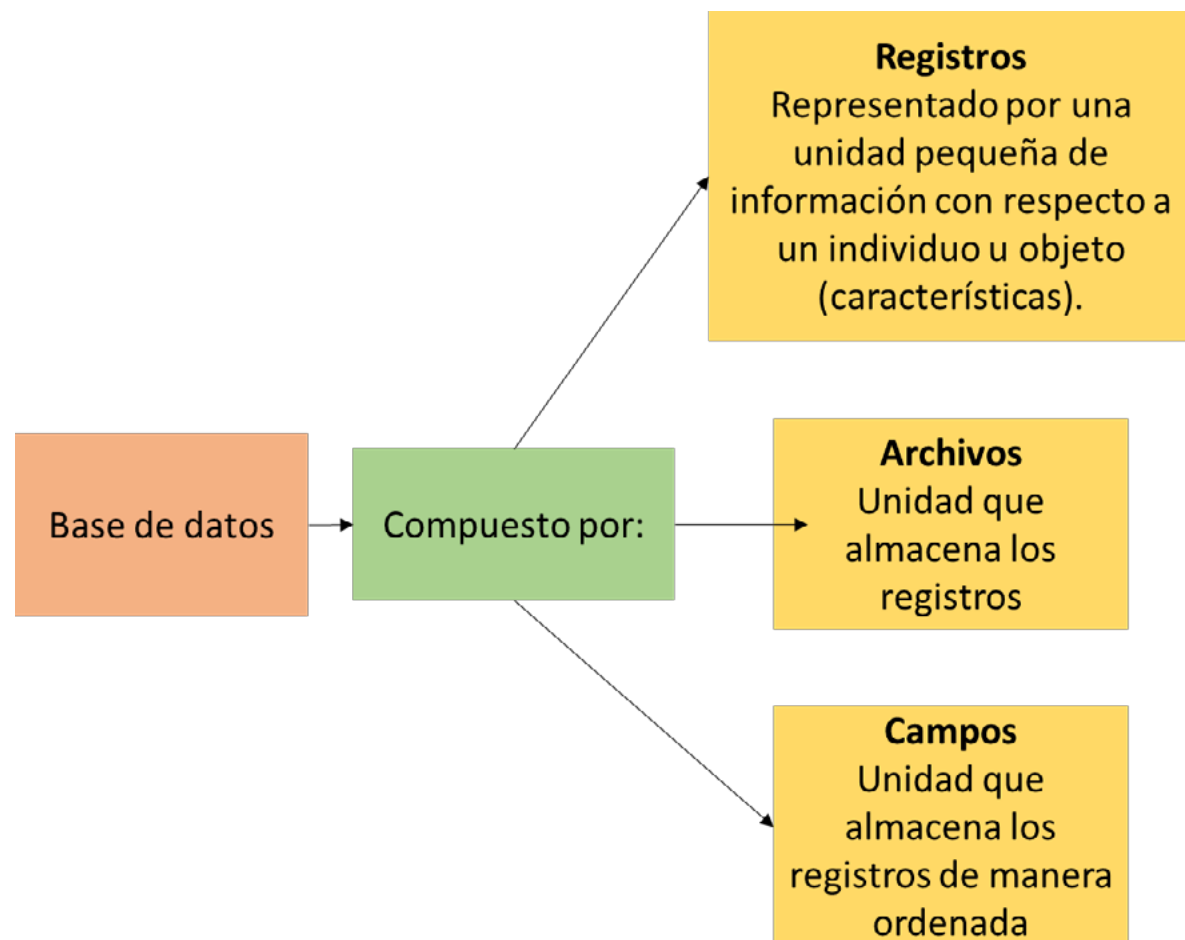 Base de datos
Compuesto por:
Registros
Representado por una
unidad pequeña de
información con respecto a
un individuo u objeto
(características).
Archivos
Unidad que
almacena los
registros
Campos
Unidad que
almacena los
registros de manera
ordenada